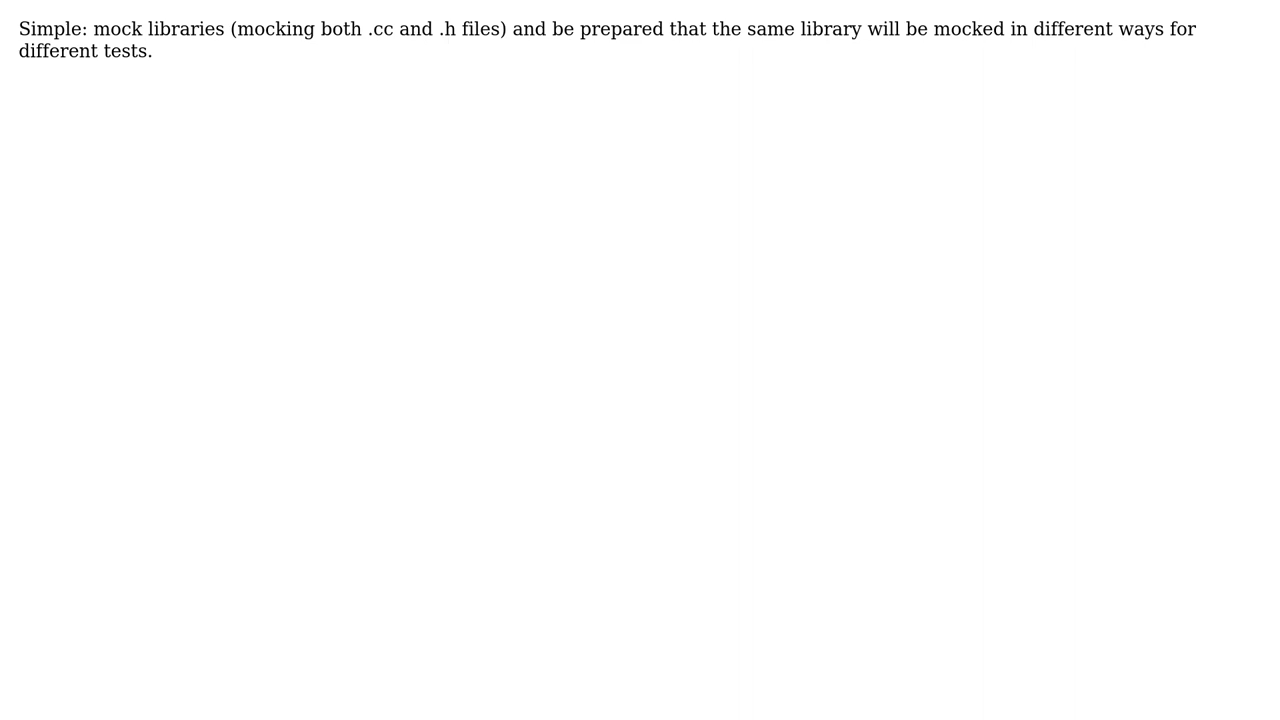 Simple: mock libraries (mocking both .cc and .h files) and be prepared that the same library will be mocked in different ways for
different tests.